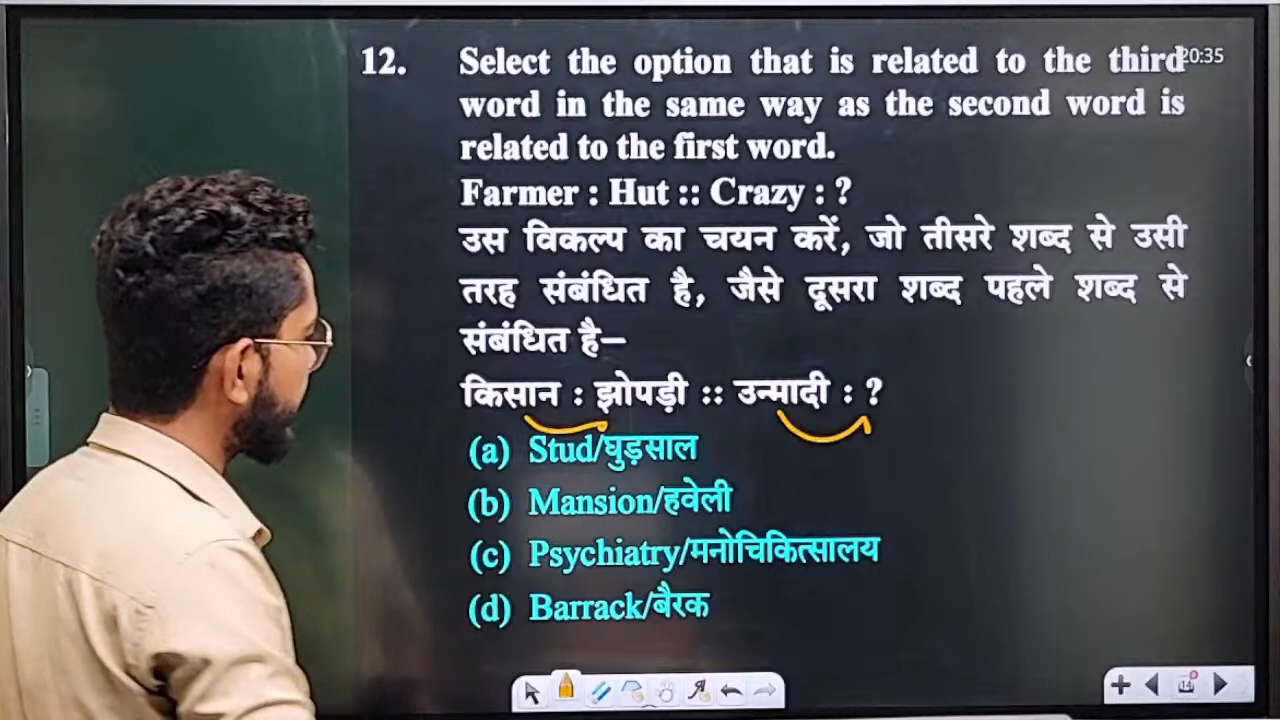 20:35
12. Select the option that is related to the third
word in the same way as the second word is
related to the first word.
Farmer : Hut :: Crazy : ?
उस विकल्प का चयन करें, जो तीसरे शब्द से उसी
तरह संबंधित है, जैसे दूसरा शब्द पहले शब्द से
संबंधित है–
किसान : झोपड़ी :: उन्मादी : ?
(a) Stud/घुड़साल
(b) Mansion/हवेली
(c) Psychiatry/मनोचिकित्सालय
(d) Barrack/बैरक